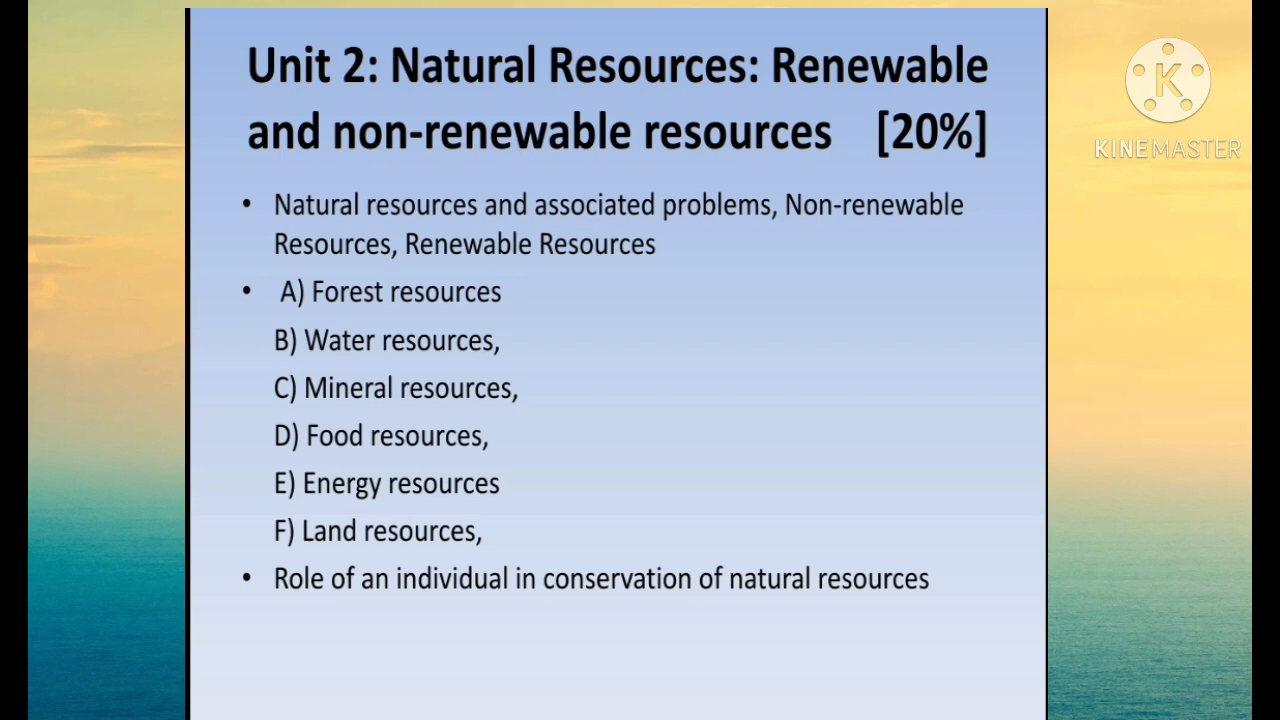 Unit 2: Natural Resources: Renewable
and non-renewable resources [20%]
• Natural resources and associated problems, Non-renewable
Resources, Renewable Resources
• A) Forest resources
B) Water resources,
C) Mineral resources,
D) Food resources,
E) Energy resources
F) Land resources,
• Role of an individual in conservation of natural resources
K
KINEMASTER